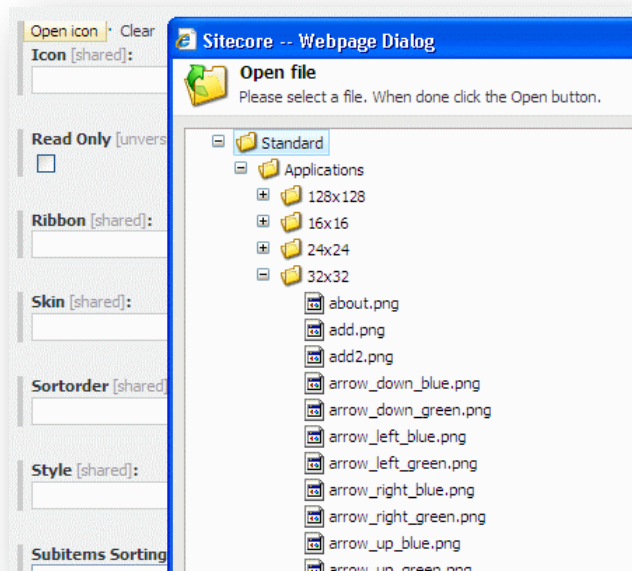 Open icon · Clear
Icon [shared]:
Read Only [unvers
Ribbon [shared]:
Skin [shared]:
Sortorder [shared]
Style [shared]:
Subitems Sorting
Sitecore -- Webpage Dialog
Open file
Please select a file. When done click the Open button.
Standard
Applications
128x128
16x16
24x24
32x32
about.png
add.png
add2.png
arrow_down_blue.png
arrow_down_green.png
arrow_left_blue.png
arrow_left_green.png
arrow_right_blue.png
arrow_right_green.png
arrow_up_blue.png
arrow_up_green.png